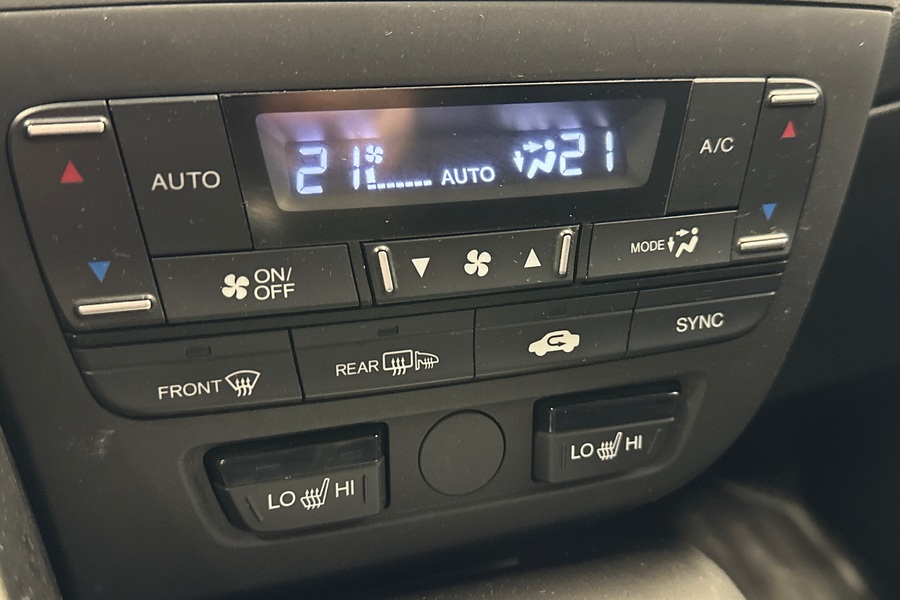 AUTO
21
AUTO
21
A/C
ON/
OFF
MODE
FRONT
REAR
SYNC
LO HI
LO HI